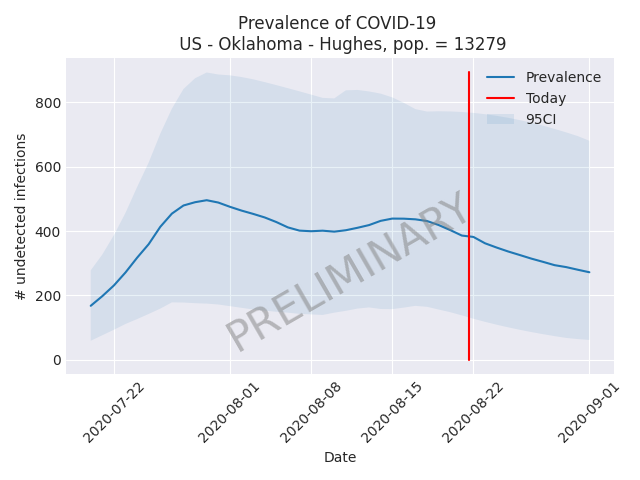 Prevalence of COVID-19
US - Oklahoma - Hughes, pop. = 13279
Prevalence
Today
95CI
# undetected infections
800
600
400
200
0
PRELIMINARY
2020-07-22
2020-08-01
2020-08-08
2020-08-15
2020-08-22
2020-09-01
Date